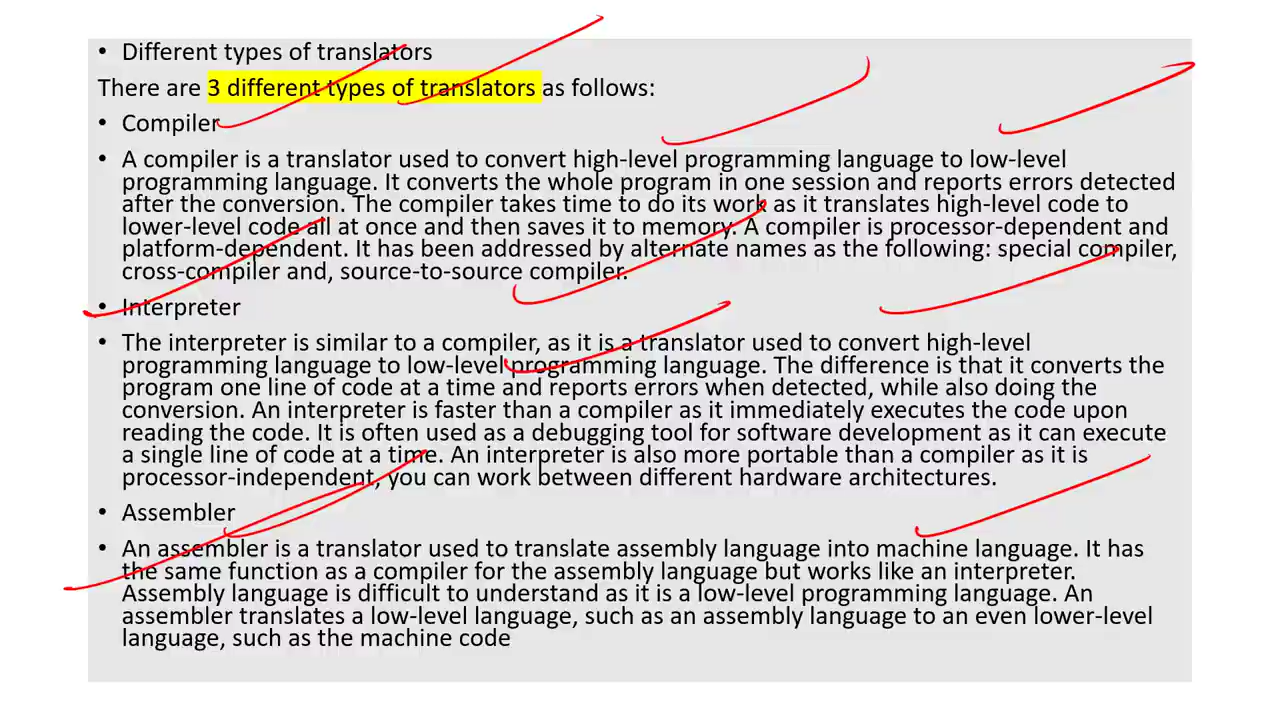 • Different types of translators
There are 3 different types of translators as follows:
• Compiler
• A compiler is a translator used to convert high-level programming language to low-level
programming language. It converts the whole program in one session and reports errors detected
after the conversion. The compiler takes time to do its work as it translates high-level code to
lower-level code all at once and then saves it to memory. A compiler is processor-dependent and
platform-dependent. It has been addressed by alternate names as the following: special compiler,
cross-compiler and, source-to-source compiler.
• Interpreter
• The interpreter is similar to a compiler, as it is a translator used to convert high-level
programming language to low-level programming language. The difference is that it converts the
program one line of code at a time and reports errors when detected, while also doing the
conversion. An interpreter is faster than a compiler as it immediately executes the code upon
reading the code. It is often used as a debugging tool for software development as it can execute
a single line of code at a time. An interpreter is also more portable than a compiler as it is
processor-independent, you can work between different hardware architectures.
• Assembler
• An assembler is a translator used to translate assembly language into machine language. It has
the same function as a compiler for the assembly language but works like an interpreter.
Assembly language is difficult to understand as it is a low-level programming language. An
assembler translates a low-level language, such as an assembly language to an even lower-level
language, such as the machine code